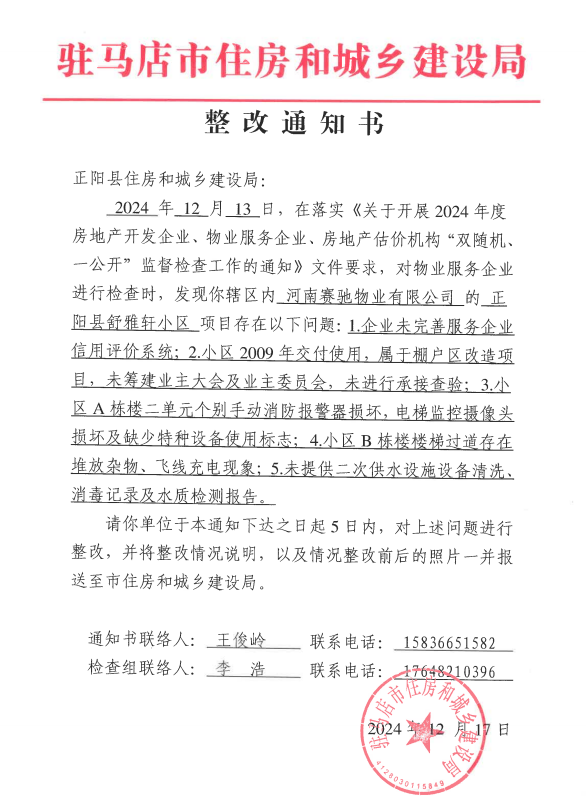 驻马店市住房和城乡建设局
整改通知书
正阳县住房和城乡建设局：
2024 年 12 月 13 日，在落实《关于开展 2024 年度
房地产开发企业、物业服务企业、房地产估价机构“双随机、
一公开”监督检查工作的通知》文件要求，对物业服务企业
进行检查时，发现你辖区内 河南赛驰物业有限公司 的 正
阳县舒雅轩小区 项目存在以下问题：1.企业未完善服务企业
信用评价系统；2.小区 2009 年交付使用，属于棚户区改造项
目，未筹建业主大会及业主委员会，未进行承接查验；3.小
区 A 栋楼二单元个别手动消防报警器损坏，电梯监控摄像头
损坏及缺少特种设备使用标志；4.小区 B 栋楼楼梯过道存在
堆放杂物、飞线充电现象；5.未提供二次供水设施设备清洗、
消毒记录及水质检测报告。
请你单位于本通知下达之日起 5 日内，对上述问题进行
整改，并将整改情况说明，以及情况整改前后的照片一并报
送至市住房和城乡建设局。
通知书联络人： 王俊岭 联系电话： 15836651582
检查组联络人： 李 浩 联系电话： 17648210396
2024 年 12 月 17 日
驻马店市住房和城乡建设局
4128030115849